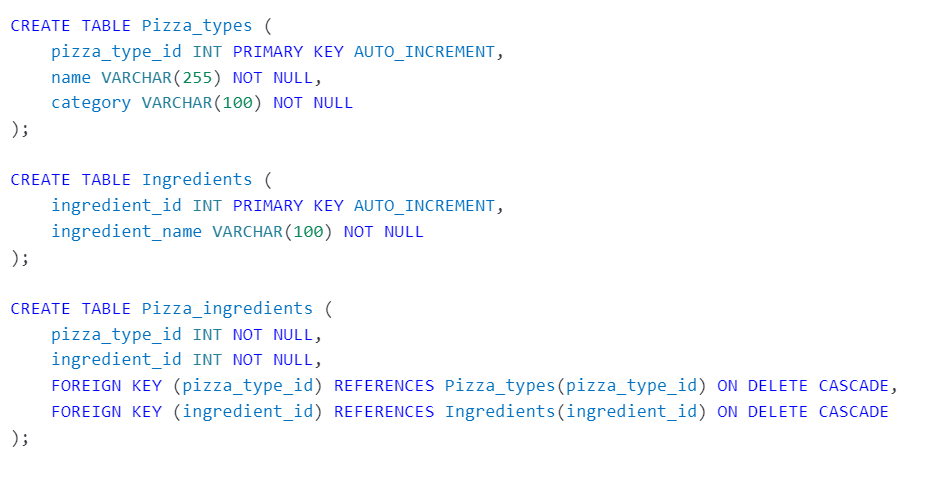 CREATE TABLE Pizza_types (
    pizza_type_id INT PRIMARY KEY AUTO_INCREMENT,
    name VARCHAR(255) NOT NULL,
    category VARCHAR(100) NOT NULL
);

CREATE TABLE Ingredients (
    ingredient_id INT PRIMARY KEY AUTO_INCREMENT,
    ingredient_name VARCHAR(100) NOT NULL
);

CREATE TABLE Pizza_ingredients (
    pizza_type_id INT NOT NULL,
    ingredient_id INT NOT NULL,
    FOREIGN KEY (pizza_type_id) REFERENCES Pizza_types(pizza_type_id) ON DELETE CASCADE,
    FOREIGN KEY (ingredient_id) REFERENCES Ingredients(ingredient_id) ON DELETE CASCADE
);